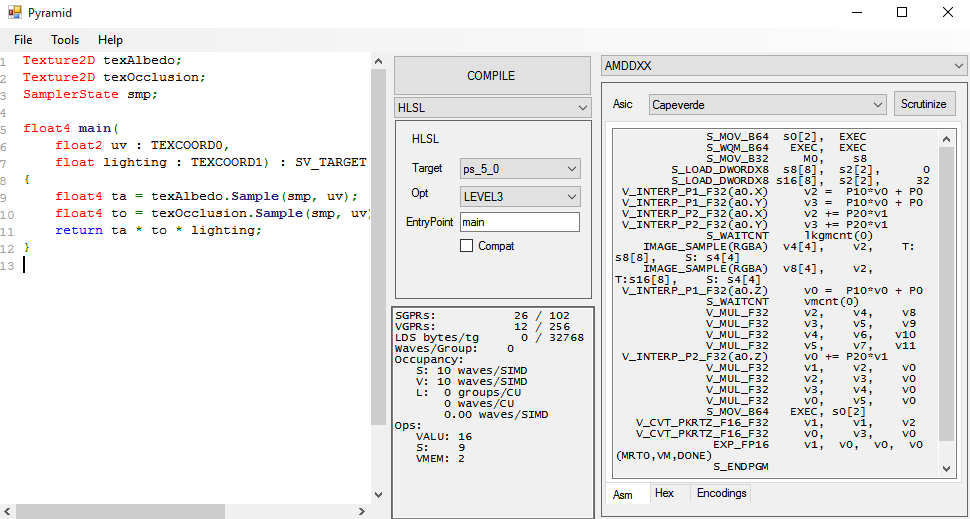 Pyramid
File Tools Help
1 Texture2D texAlbedo;
2 Texture2D texOcclusion;
3 SamplerState smp;
4
5 float4 main(
6 float2 uv : TEXCOORD0,
7 float lighting : TEXCOORD1) : SV_TARGET
8 {
9 float4 ta = texAlbedo.Sample(smp, uv);
10 float4 to = texOcclusion.Sample(smp, uv)
11 return ta * to * lighting;
12 }
13
COMPILE
HLSL
HLSL
Target ps_5_0
Opt LEVEL3
EntryPoint main
Compat
SGPRs: 26 / 102
VGPRs: 12 / 256
LDS bytes/tg 0 / 32768
Waves/Group: 0
Occupancy:
S: 10 waves/SIMD
V: 10 waves/SIMD
L: 0 groups/CU
0 waves/CU
0.00 waves/SIMD
Ops:
VALU: 16
S: 9
VMEM: 2
AMDDXX
Asic Capeverde Scrutinize
S_MOV_B64 s0[2], EXEC
S_WQM_B64 EXEC, EXEC
S_MOV_B32 M0, s8
S_LOAD_DWORDX8 s8[8], s2[2], 0
S_LOAD_DWORDX8 s16[8], s2[2], 32
V_INTERP_P1_F32(a0.X) v2 = P10*v0 + P0
V_INTERP_P1_F32(a0.Y) v3 = P10*v0 + P0
V_INTERP_P2_F32(a0.X) v2 += P20*v1
V_INTERP_P2_F32(a0.Y) v3 += P20*v1
S_WAITCNT lkgmcnt(0)
IMAGE_SAMPLE(RGBA) v4[4], v2, T:
s8[8], S: s4[4]
IMAGE_SAMPLE(RGBA) v8[4], v2,
T:s16[8], S: s4[4]
V_INTERP_P1_F32(a0.Z) v0 = P10*v0 + P0
S_WAITCNT vmcnt(0)
V_MUL_F32 v2, v4, v8
V_MUL_F32 v3, v5, v9
V_MUL_F32 v4, v6, v10
V_MUL_F32 v5, v7, v11
V_INTERP_P2_F32(a0.Z) v0 += P20*v1
V_MUL_F32 v1, v2, v0
V_MUL_F32 v2, v3, v0
V_MUL_F32 v3, v4, v0
V_MUL_F32 v0, v5, v0
S_MOV_B64 EXEC, s0[2]
V_CVT_PKRTZ_F16_F32 v1, v1, v2
V_CVT_PKRTZ_F16_F32 v0, v3, v0
EXP_FP16 v1, v0, v0, v0
(MRT0,VM,DONE)
S_ENDPGM
Asm Hex Encodings